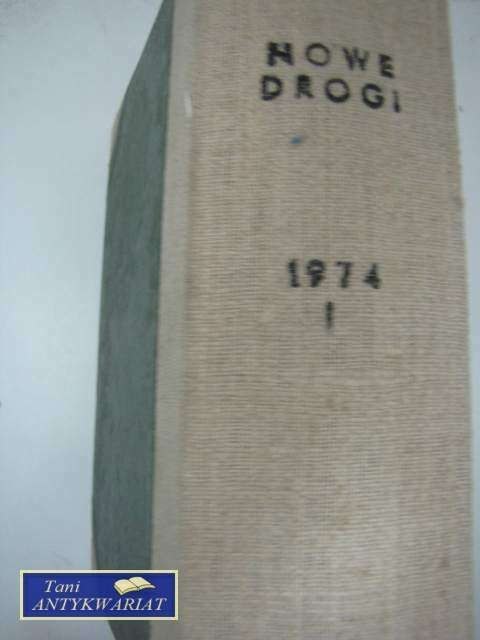 NOWE
DROGI
1974
I
Tani
ANTYKWARIAT